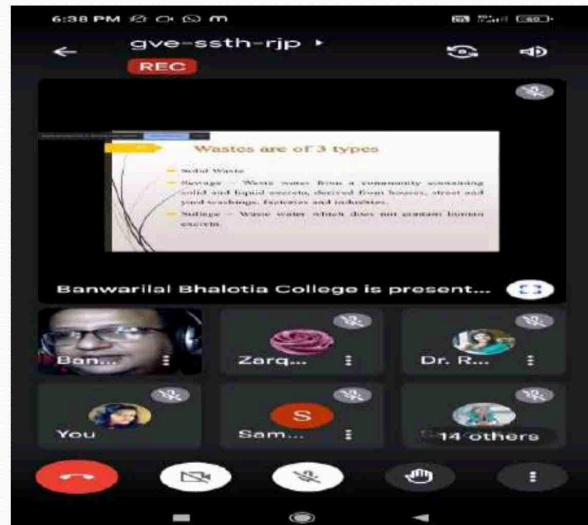 6:38 PM
60
gve-ssth-rjp
REC
Wastes are of 3 types
Solid Waste
Sewage – Waste water from a community containing
solid and liquid excreta, derived from houses, street and
yard washings, factories and industries.
Sullage – Waste water which does not contain human
excreta.
Banwarilal Bhalotia College is present...
Ban...
Zarq...
Dr. R...
You
S
Sam...
14 others